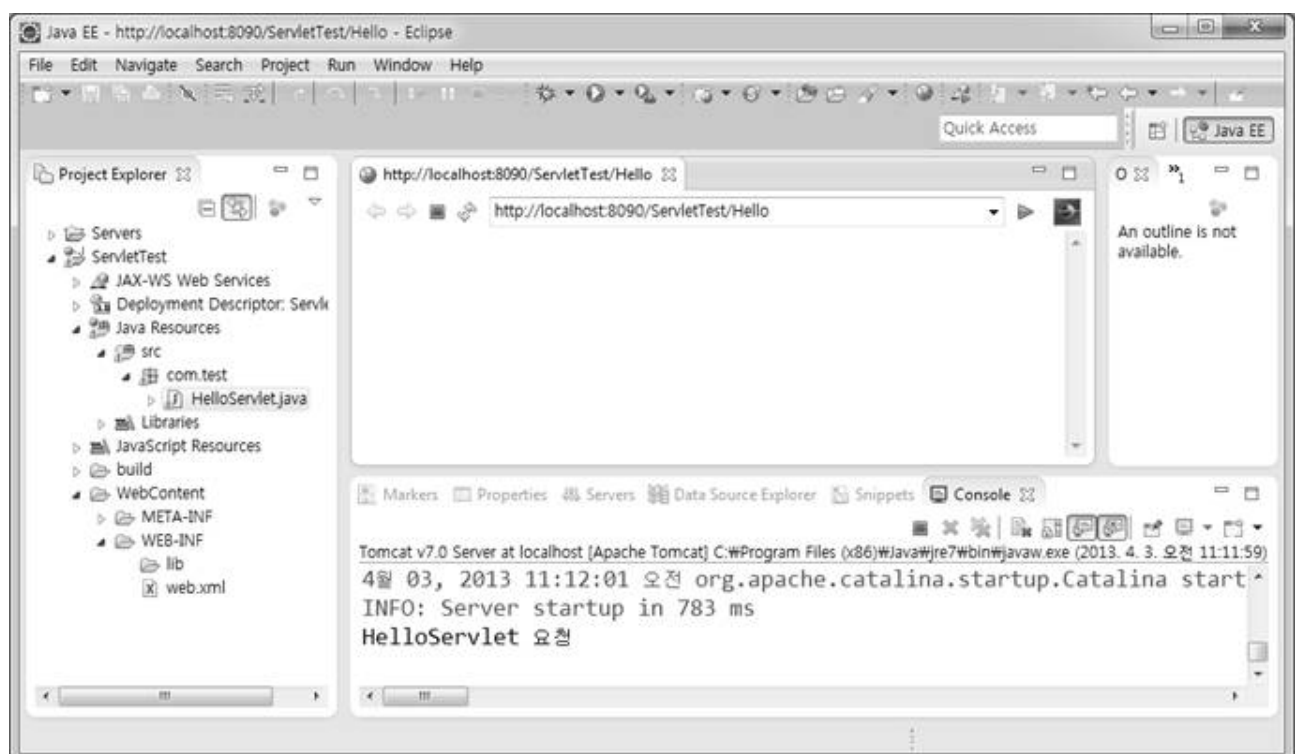 Java EE - http://localhost:8090/ServletTest/Hello - Eclipse
File Edit Navigate Search Project Run Window Help
Quick Access
Java EE
Project Explorer
Servers
ServletTest
JAX-WS Web Services
Deployment Descriptor: Servle
Java Resources
src
com.test
HelloServlet.java
Libraries
JavaScript Resources
build
WebContent
META-INF
WEB-INF
lib
web.xml
http://localhost:8090/ServletTest/Hello
http://localhost:8090/ServletTest/Hello
O
An outline is not
available.
Markers Properties Servers Data Source Explorer Snippets Console
Tomcat v7.0 Server at localhost [Apache Tomcat] C:₩Program Files (x86)₩Java₩jre7₩bin₩javaw.exe (2013. 4. 3. 오전 11:11:59)
4월 03, 2013 11:12:01 오전 org.apache.catalina.startup.Catalina start
INFO: Server startup in 783 ms
HelloServlet 요청